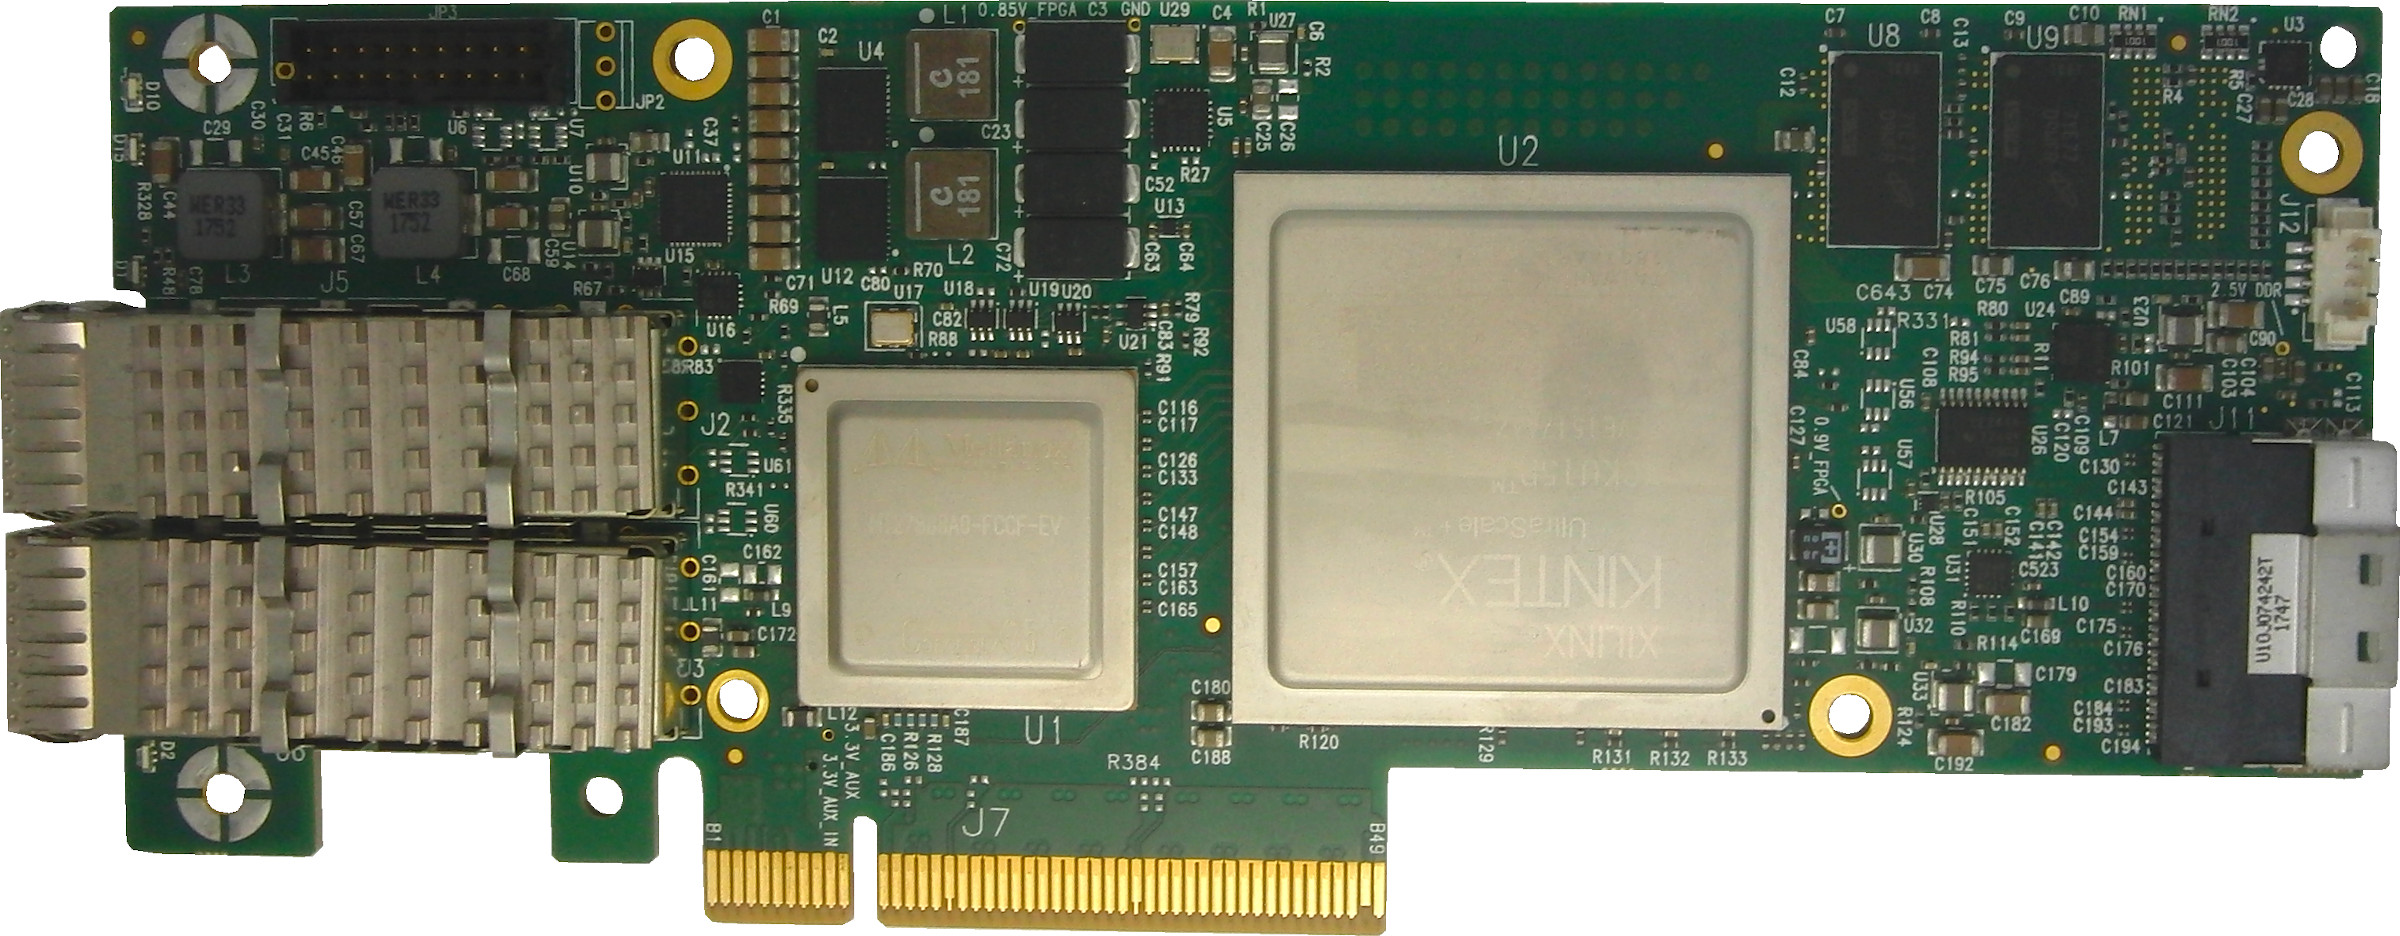 JP3
C1
L1
0.85V_FPGA
C3
GND
U29
C4
R1
U27
C6
R2
C7
C8
C13
C9
C10
RN1
RN2
U3
U8
U9
C2
U4
C
181
D10
C30
C31
R6
C29
U6
U7
JP2
C37
C23
U5
C25
C26
C12
R4
R5
C27
C28
C18
1001
1001
D15
C45
C46
U10
U11
R27
U2
R328
C44
MER33
1752
C57
C67
MER33
1752
C
181
C52
U13
C63
C64
J12
L3
J5
L4
C68
C59
U14
U15
U12
L2
C72
R48
C78
R67
C71
C80
R70
C643
C74
C75
C76
2.5V DDR
U16
R69
L5
U17
U18
U19
U20
C82
R88
U21
C83
R79
R92
R91
U58
R331
R80
U24
C89
U23
R81
R94
R95
R11
R101
C90
R83
R335
C84
U56
C108
C103
C104
C113
C111
J2
C116
C117
C127
0.9V_FPGA
C121
J11
U61
C126
C133
U57
U26
C120
C109
L7
C130
R341
R105
C143
U60
C147
C148
UltraScale+
U28
C151
C152
C141
C142
C144
C154
C159
C162
C161
C157
C163
C165
KINTEX
U30
U31
C523
C160
C170
L11
L9
C172
R108
R110
L10
C169
C175
U10J074242T
1747
XILINX
U32
R114
C176
U33
C179
C180
C183
C184
C193
C194
L12
U1
C182
R124
C192
C186
R126
R128
C187
C188
R120
R129
R131
R132
R133
D2
3.3V_AUX
3.3V_AUX_IN
R384
J7
B1
B49